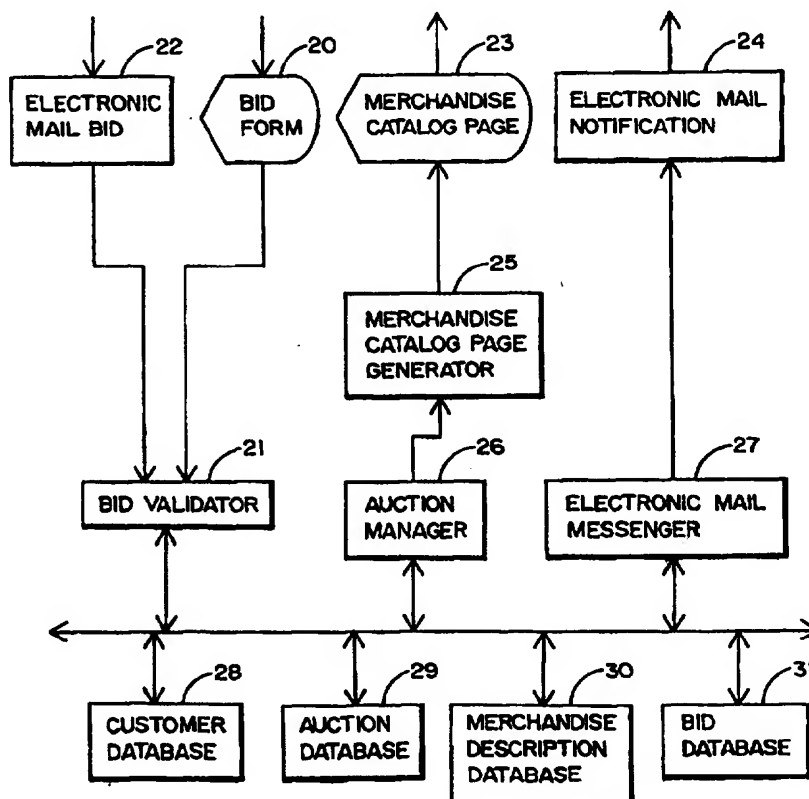 22
20
23
24
ELECTRONIC
MAIL BID
BID
FORM
MERCHANDISE
CATALOG PAGE
ELECTRONIC MAIL
NOTIFICATION
25
MERCHANDISE
CATALOG PAGE
GENERATOR
21
26
27
BID VALIDATOR
AUCTION
MANAGER
ELECTRONIC MAIL
MESSENGER
28
29
30
CUSTOMER
DATABASE
AUCTION
DATABASE
MERCHANDISE
DESCRIPTION
DATABASE
BID
DATABASE